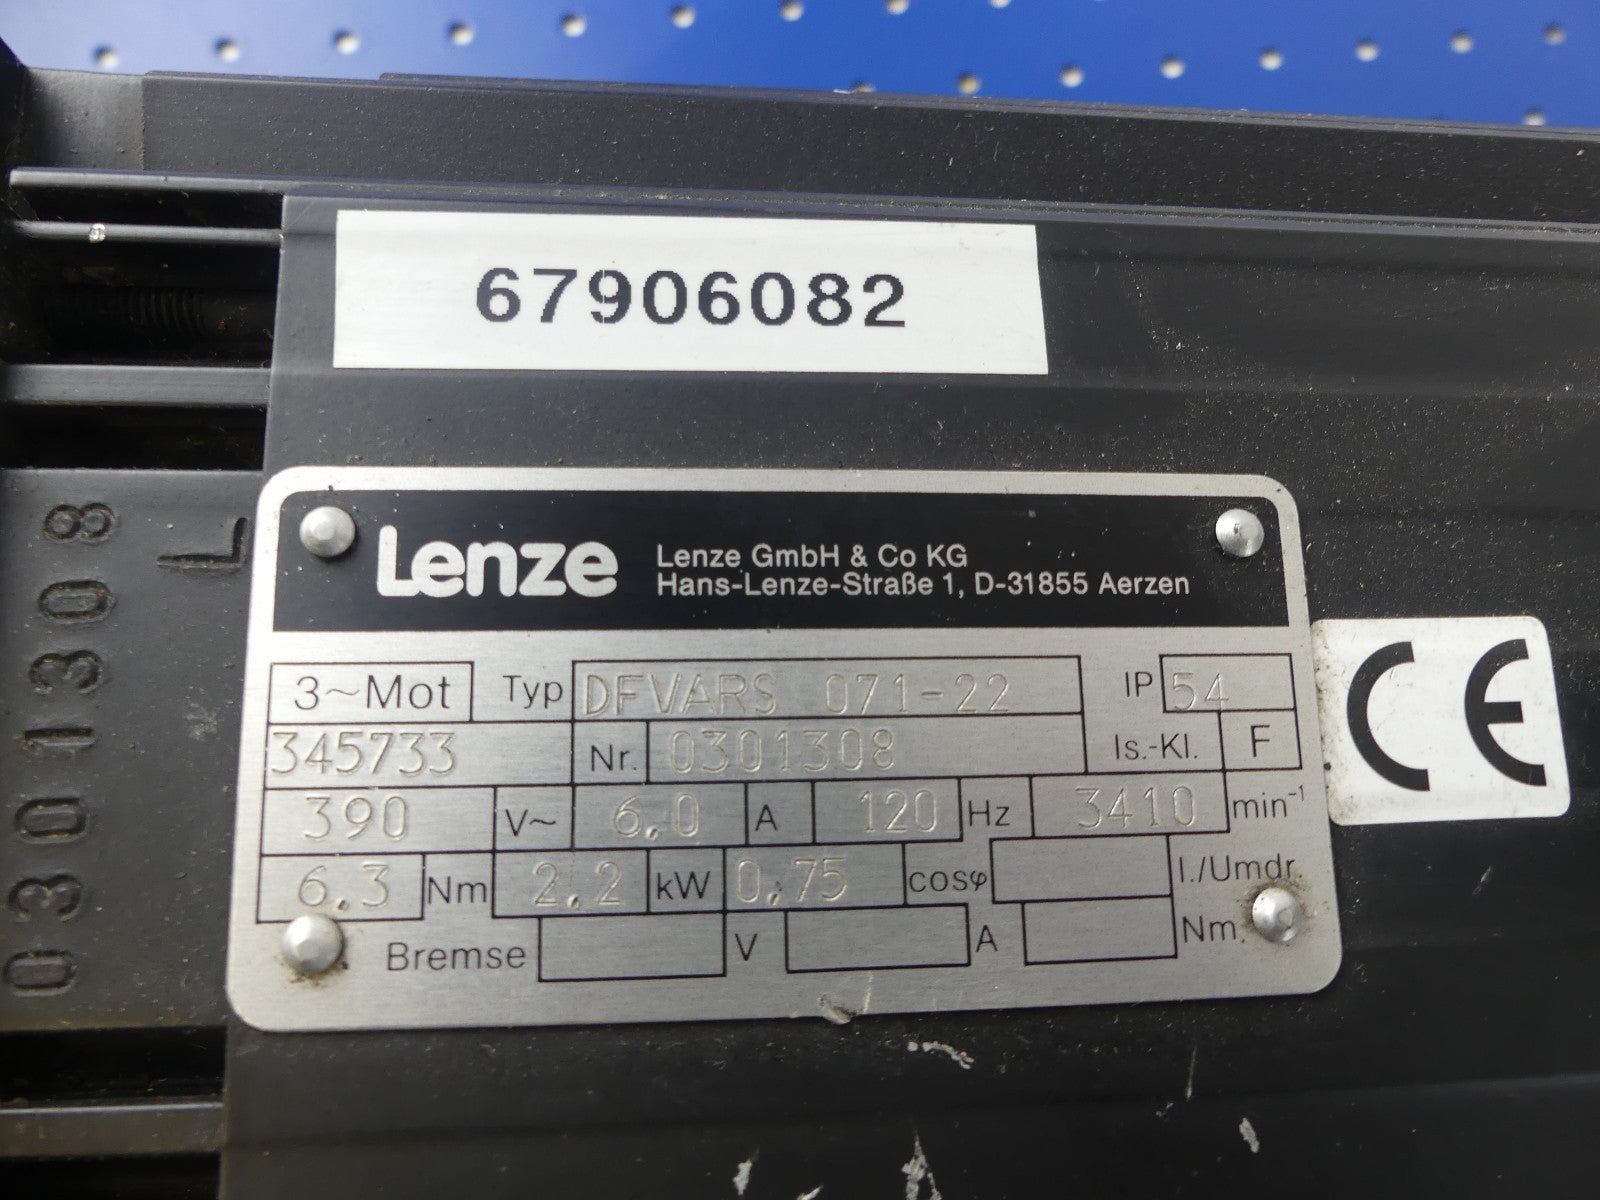 67906082
Lenze Lenze GmbH & Co KG
Hans-Lenze-Straße 1, D-31855 Aerzen
3~Mot Typ DFVARS 071-22 IP 54
345733 Nr. 0301308 Is.-Kl. F
390 V~ 6.0 A 120 Hz 3410 min⁻¹
6.3 Nm 2.2 kW 0.75 cosφ I./Umdr.
Bremse V A Nm
CE
0301308
L